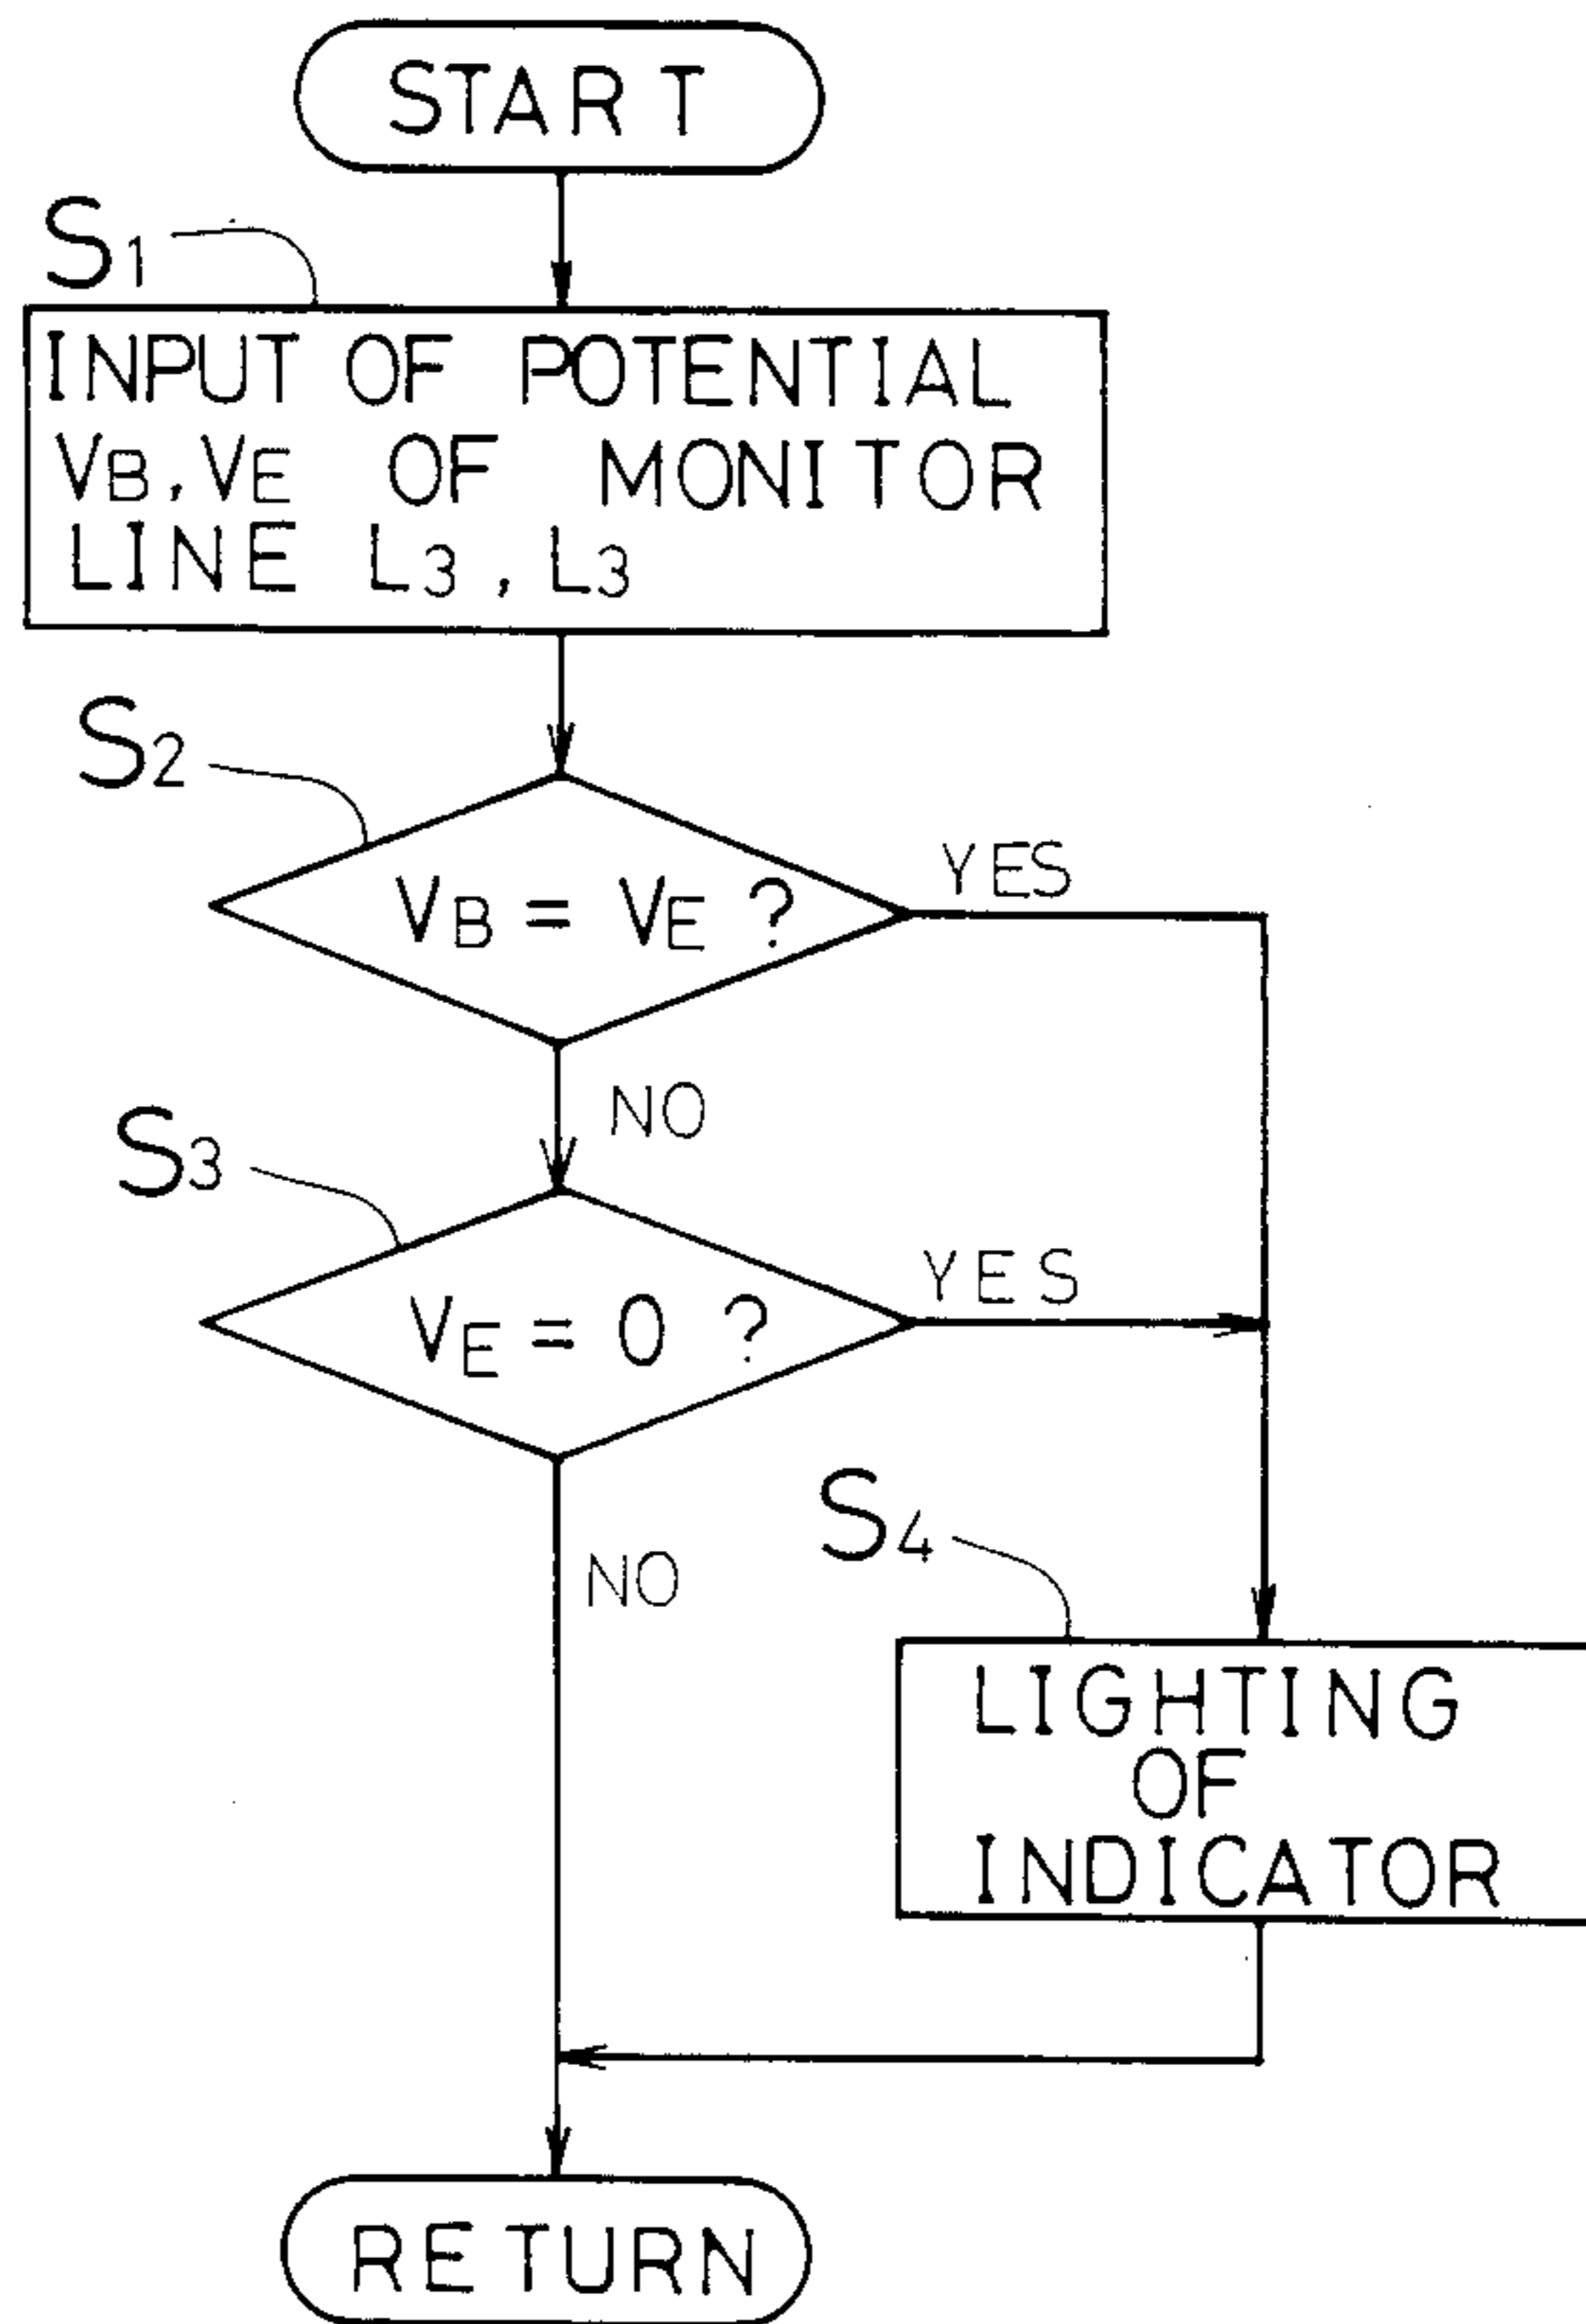 START
S1
INPUT OF POTENTIAL
VB, VE OF MONITOR
LINE L3, L3
S2
VB = VE ?
YES
NO
S3
VE = 0 ?
YES
NO
S4
LIGHTING
OF
INDICATOR
RETURN